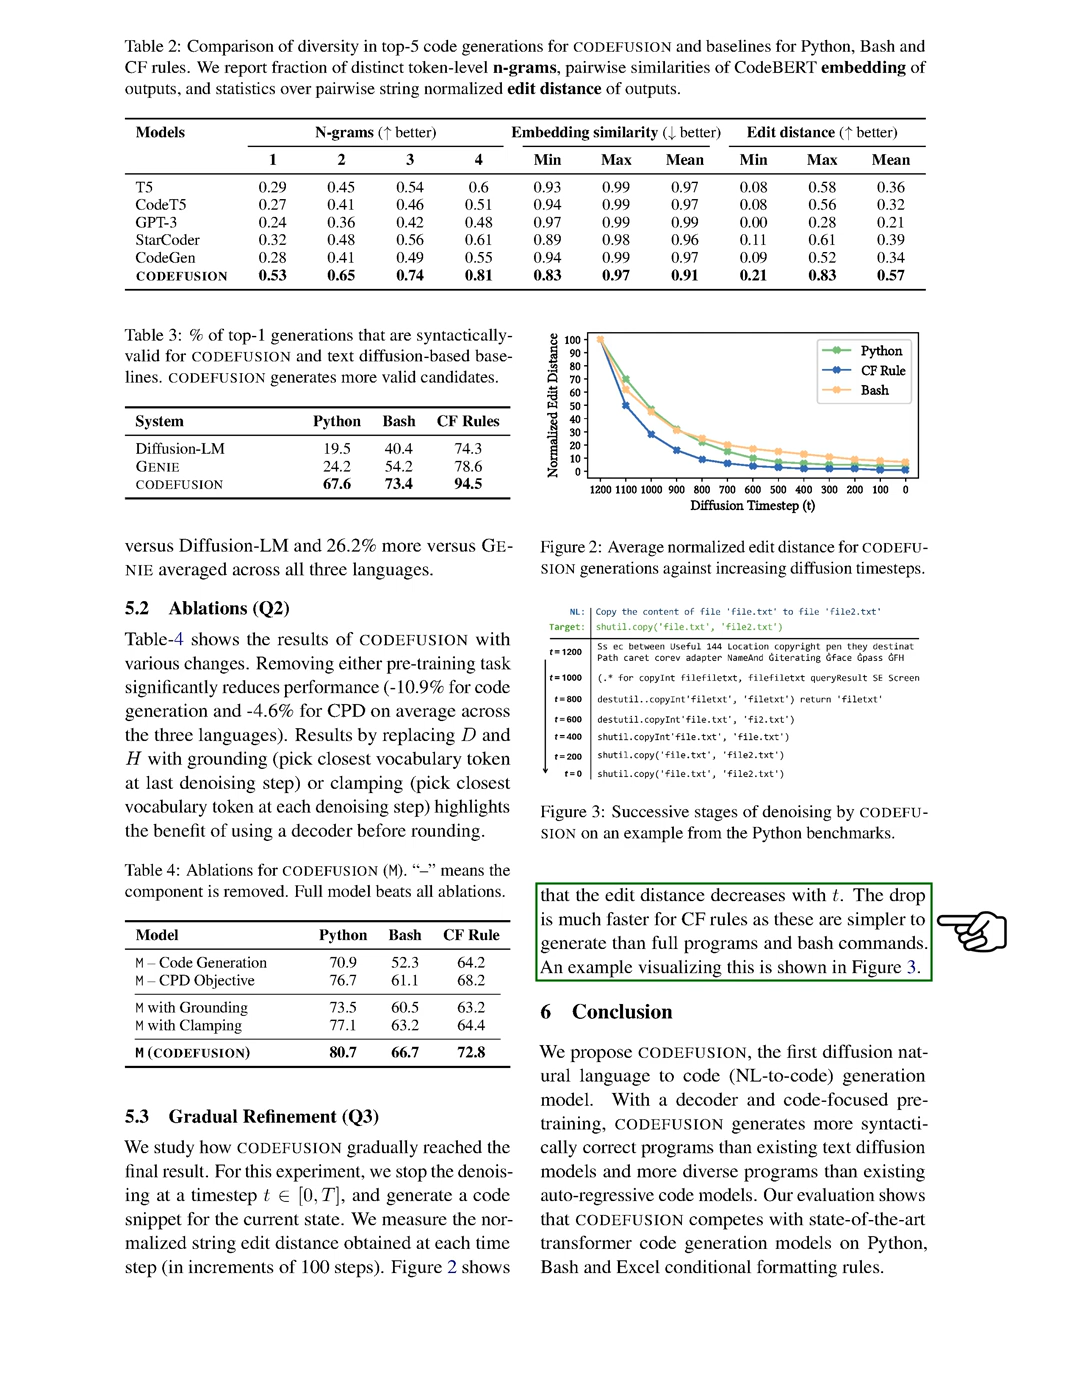 Table 2: Comparison of diversity in top-5 code generations for CODEFUSION and baselines for Python, Bash and
CF rules. We report fraction of distinct token-level n-grams, pairwise similarities of CodeBERT embedding of
outputs, and statistics over pairwise string normalized edit distance of outputs.
Models N-grams (↑ better) Embedding similarity (↓ better) Edit distance (↑ better)
1 2 3 4 Min Max Mean Min Max Mean
T5 0.29 0.45 0.54 0.6 0.93 0.99 0.97 0.08 0.58 0.36
CodeT5 0.27 0.41 0.46 0.51 0.94 0.99 0.97 0.08 0.56 0.32
GPT-3 0.24 0.36 0.42 0.48 0.97 0.99 0.99 0.00 0.28 0.21
StarCoder 0.32 0.48 0.56 0.61 0.89 0.98 0.96 0.11 0.61 0.39
CodeGen 0.28 0.41 0.49 0.55 0.94 0.99 0.97 0.09 0.52 0.34
CODEFUSION 0.53 0.65 0.74 0.81 0.83 0.97 0.91 0.21 0.83 0.57
Table 3: % of top-1 generations that are syntactically-
valid for CODEFUSION and text diffusion-based base-
lines. CODEFUSION generates more valid candidates.
System Python Bash CF Rules
Diffusion-LM 19.5 40.4 74.3
GENIE 24.2 54.2 78.6
CODEFUSION 67.6 73.4 94.5
versus Diffusion-LM and 26.2% more versus GE-
NIE averaged across all three languages.
5.2 Ablations (Q2)
Table-4 shows the results of CODEFUSION with
various changes. Removing either pre-training task
significantly reduces performance (-10.9% for code
generation and -4.6% for CPD on average across
the three languages). Results by replacing D and
H with grounding (pick closest vocabulary token
at last denoising step) or clamping (pick closest
vocabulary token at each denoising step) highlights
the benefit of using a decoder before rounding.
Table 4: Ablations for CODEFUSION (M). “–” means the
component is removed. Full model beats all ablations.
Model Python Bash CF Rule
M – Code Generation 70.9 52.3 64.2
M – CPD Objective 76.7 61.1 68.2
M with Grounding 73.5 60.5 63.2
M with Clamping 77.1 63.2 64.4
M (CODEFUSION) 80.7 66.7 72.8
5.3 Gradual Refinement (Q3)
We study how CODEFUSION gradually reached the
final result. For this experiment, we stop the denois-
ing at a timestep t ∈ [0, T], and generate a code
snippet for the current state. We measure the nor-
malized string edit distance obtained at each time
step (in increments of 100 steps). Figure 2 shows
Normalized Edit Distance
100
90
80
70
60
50
40
30
20
10
0
Python
CF Rule
Bash
1200 1100 1000 900 800 700 600 500 400 300 200 100 0
Diffusion Timestep (t)
Figure 2: Average normalized edit distance for CODEFU-
SION generations against increasing diffusion timesteps.
NL: Copy the content of file 'file.txt' to file 'file2.txt'
Target: shutil.copy('file.txt', 'file2.txt')
t = 1200 Ss ec between Useful 144 Location copyright pen they destinat
Path caret corev adapter NameAnd Ġiterating Ġface Ġpass ĠFH
t = 1000 (.* for copyInt filefiletxt, filefiletxt queryResult SE Screen
t = 800 destutil..copyInt'filetxt', 'filetxt') return 'filetxt'
t = 600 destutil.copyInt'file.txt', 'fi2.txt')
t = 400 shutil.copyInt'file.txt', 'file.txt')
t = 200 shutil.copy('file.txt', 'file2.txt')
t = 0 shutil.copy('file.txt', 'file2.txt')
Figure 3: Successive stages of denoising by CODEFU-
SION on an example from the Python benchmarks.
that the edit distance decreases with t. The drop
is much faster for CF rules as these are simpler to
generate than full programs and bash commands.
An example visualizing this is shown in Figure 3.
6 Conclusion
We propose CODEFUSION, the first diffusion nat-
ural language to code (NL-to-code) generation
model. With a decoder and code-focused pre-
training, CODEFUSION generates more syntacti-
cally correct programs than existing text diffusion
models and more diverse programs than existing
auto-regressive code models. Our evaluation shows
that CODEFUSION competes with state-of-the-art
transformer code generation models on Python,
Bash and Excel conditional formatting rules.